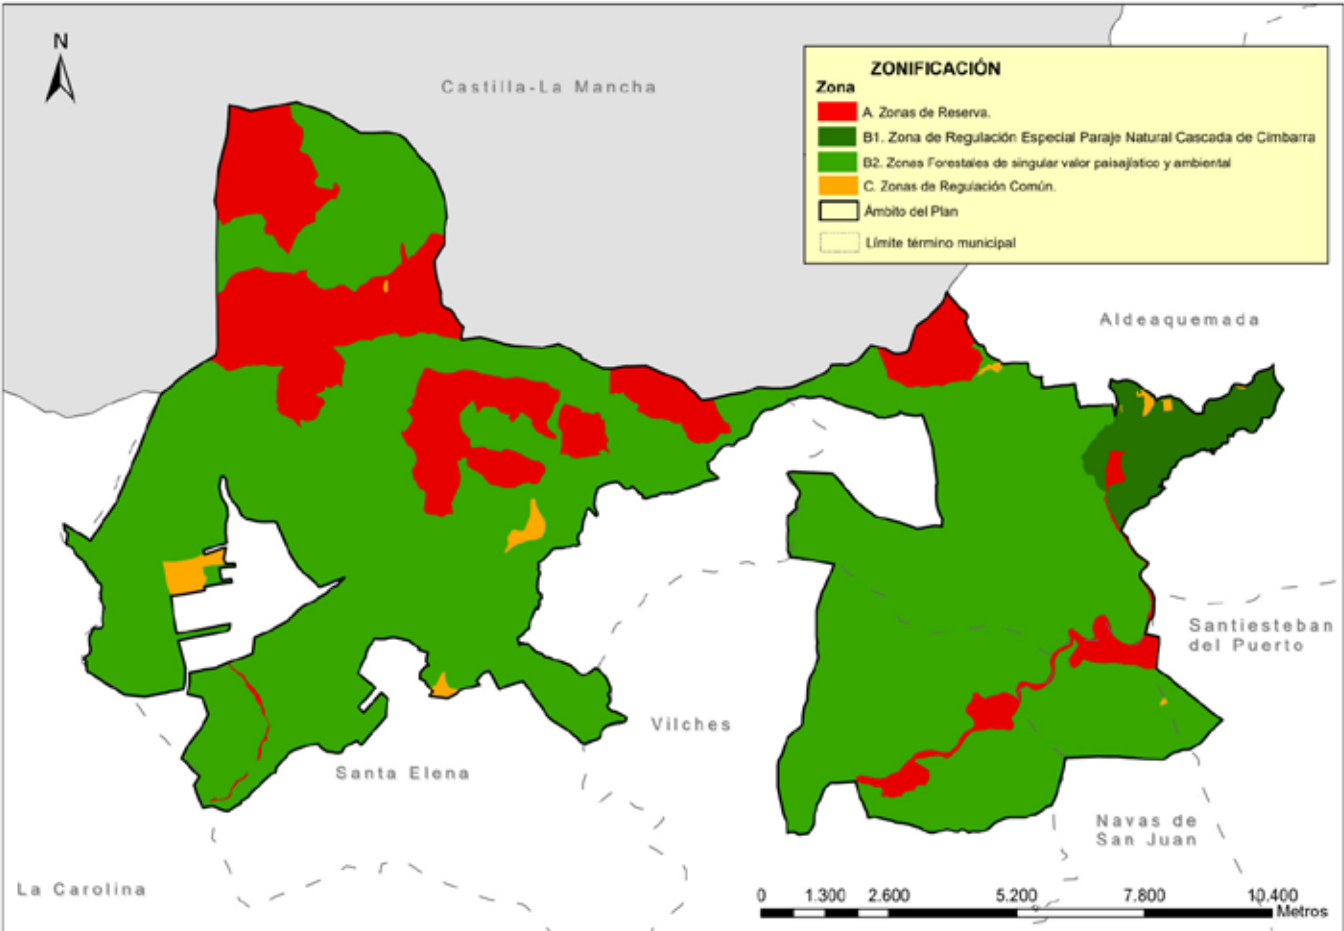 N
Castilla-La Mancha
ZONIFICACIÓN
Zona
A. Zonas de Reserva.
B1. Zona de Regulación Especial Paraje Natural Cascada de Cimbarra
B2. Zonas Forestales de singular valor paisajístico y ambiental
C. Zonas de Regulación Común.
Ámbito del Plan
Límite término municipal
Aldeaquemada
Santiesteban
del Puerto
Vilches
Santa Elena
Navas de
San Juan
La Carolina
0 1.300 2.600 5.200 7.800 10.400
Metros